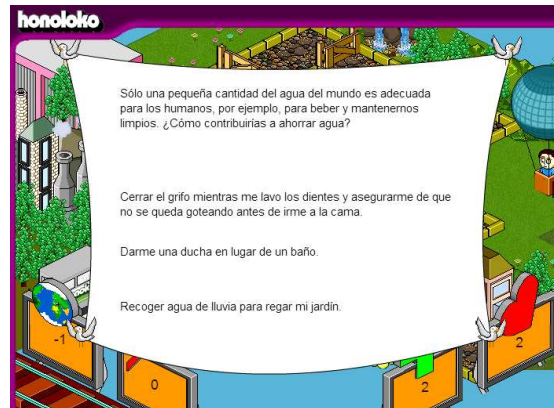 honoloko
Sólo una pequeña cantidad del agua del mundo es adecuada
para los humanos, por ejemplo, para beber y mantenernos
limpios. ¿Cómo contribuirías a ahorrar agua?
Cerrar el grifo mientras me lavo los dientes y asegurarme de que
no se queda goteando antes de irme a la cama.
Darme una ducha en lugar de un baño.
Recoger agua de lluvia para regar mi jardín.
-1
0
2
2